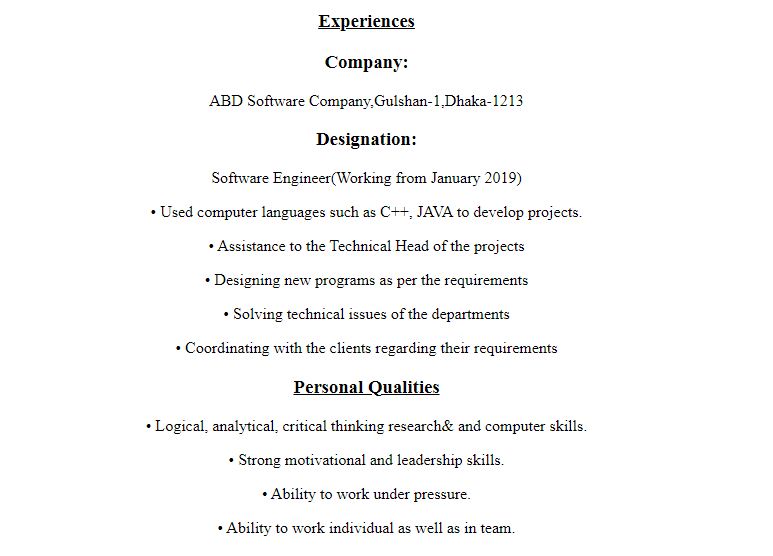 Experiences
Company:
ABD Software Company,Gulshan-1,Dhaka-1213
Designation:
Software Engineer(Working from January 2019)
• Used computer languages such as C++, JAVA to develop projects.
• Assistance to the Technical Head of the projects
• Designing new programs as per the requirements
• Solving technical issues of the departments
• Coordinating with the clients regarding their requirements
Personal Qualities
• Logical, analytical, critical thinking research& and computer skills.
• Strong motivational and leadership skills.
• Ability to work under pressure.
• Ability to work individual as well as in team.